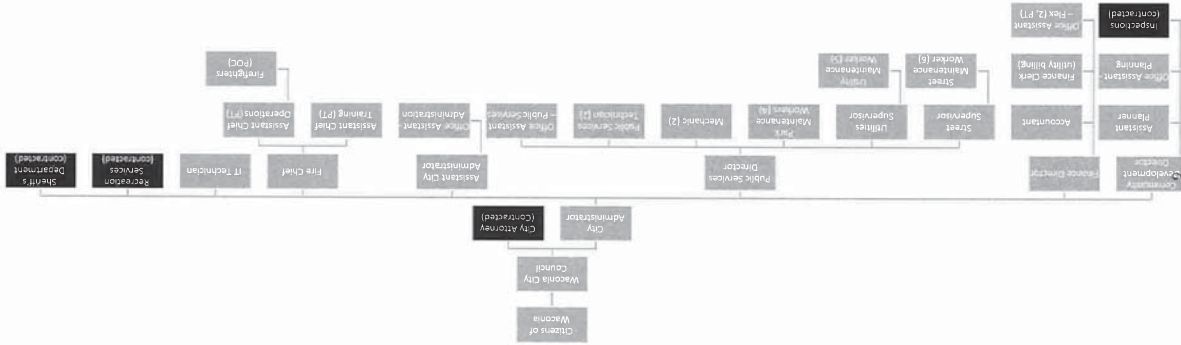 Citizens of
Waconia
Waconia City
Council
City
Administrator
City Attorney
(Contracted)
Community
Development
Director
Finance Director
Public Services
Director
Assistant City
Administrator
Fire Chief
IT Technician
Recreation
Services
(contracted)
Sheriff's
Department
(contracted)
Assistant
Planner
Office Assistant -
Planning
Inspections
(contracted)
Accountant
Finance Clerk
(utility billing)
Office Assistant
– Flex (2, PT)
Street
Supervisor
Street
Maintenance
Worker (6)
Utilities
Supervisor
Utility
Maintenance
Worker (5)
Park
Maintenance
Workers (4)
Mechanic (2)
Public Services
Technician (2)
Office Assistant
– Public Services
Office Assistant -
Administration
Assistant Chief
Training (PT)
Assistant Chief
Operations (PT)
Firefighters
(POC)